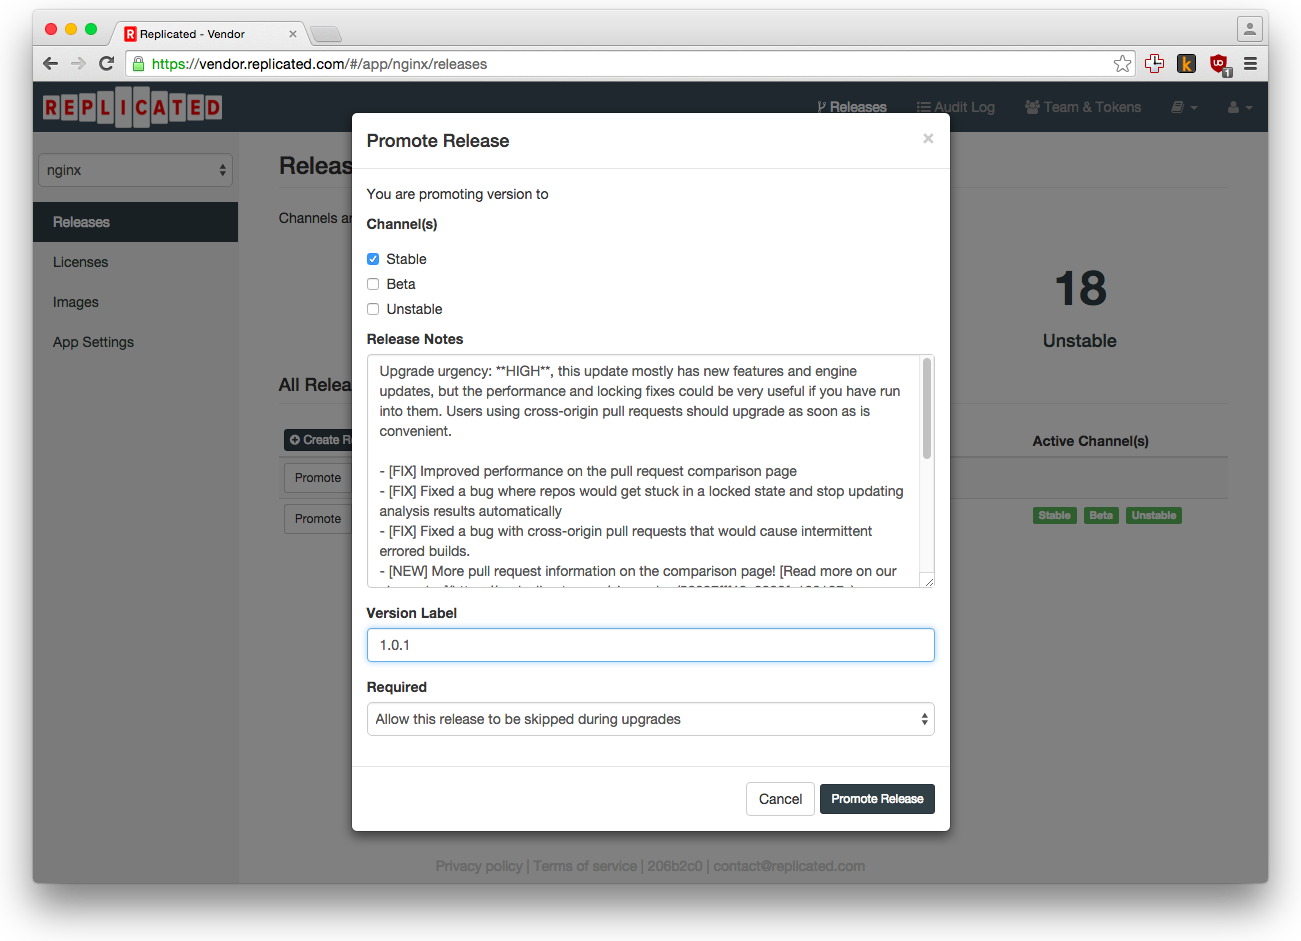 Replicated - Vendor
https://vendor.replicated.com/#/app/nginx/releases
1
REPLICATED
Releases
Audit Log
Team & Tokens
nginx
Releases
Licenses
Images
App Settings
Channels
18
Unstable
All
Create
Promote
Promote
Active Channel(s)
Stable
Beta
Unstable
Promote Release
×
You are promoting version to
Channel(s)
Stable
Beta
Unstable
Release Notes
Upgrade urgency: **HIGH**, this update mostly has new features and engine
updates, but the performance and locking fixes could be very useful if you have run
into them. Users using cross-origin pull requests should upgrade as soon as is
convenient.
- [FIX] Improved performance on the pull request comparison page
- [FIX] Fixed a bug where repos would get stuck in a locked state and stop updating
analysis results automatically
- [FIX] Fixed a bug with cross-origin pull requests that would cause intermittent
errored builds.
- [NEW] More pull request information on the comparison page! [Read more on our
Version Label
1.0.1
Required
Allow this release to be skipped during upgrades
Cancel
Promote Release
Privacy policy | Terms of service | 206b2c0 | contact@replicated.com